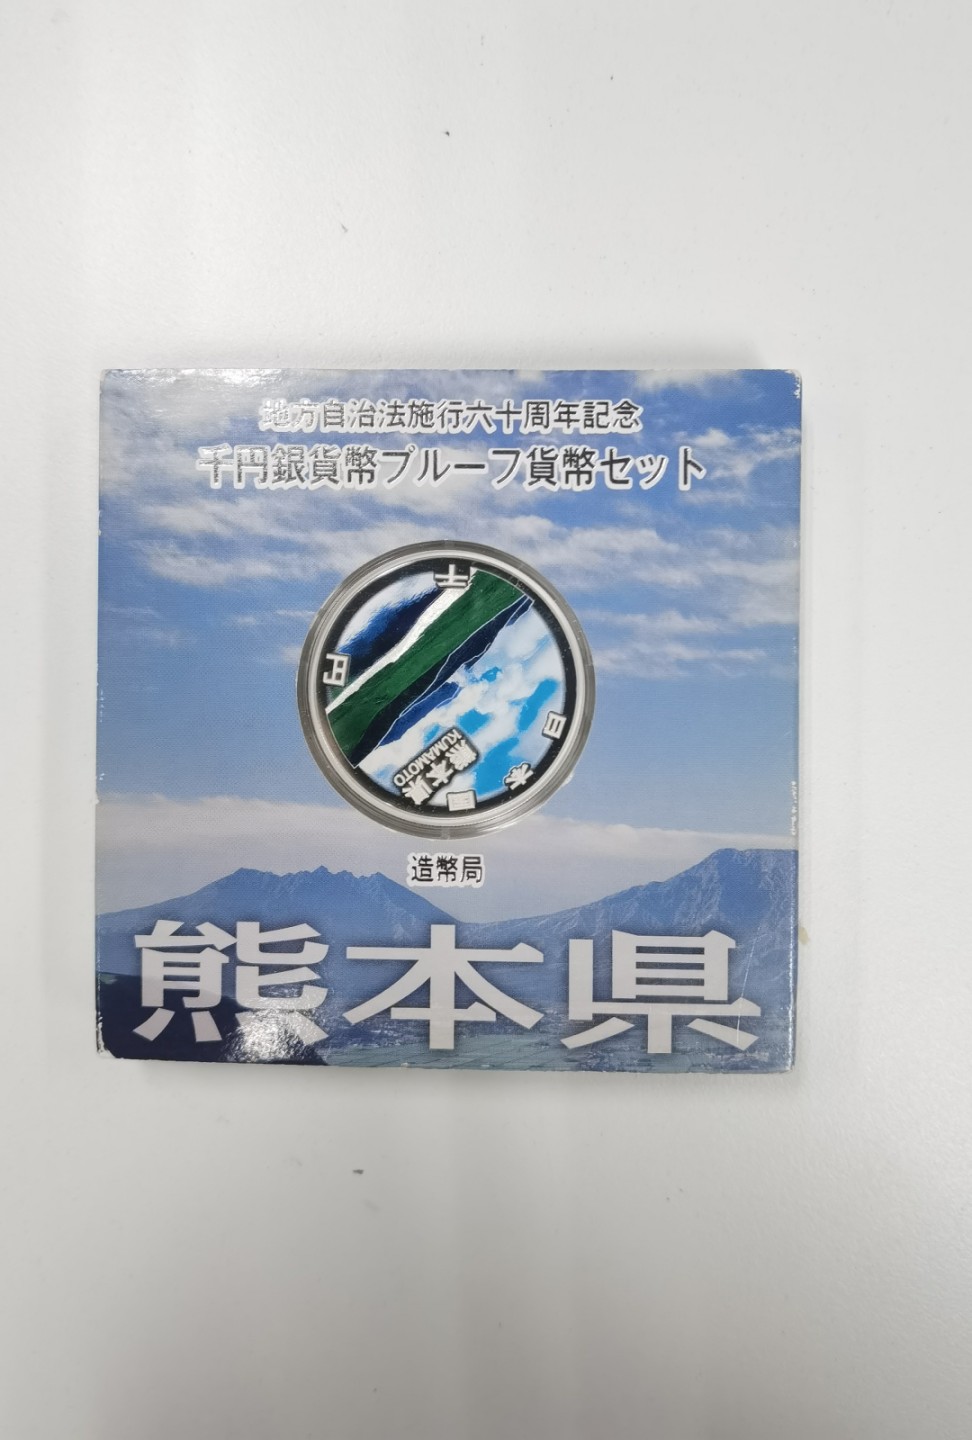 地方自治法施行六十周年記念
千円銀貨幣プルーフ貨幣セット
千
円
日
本
国
熊本県
KUMAMOTO
造幣局
熊本県